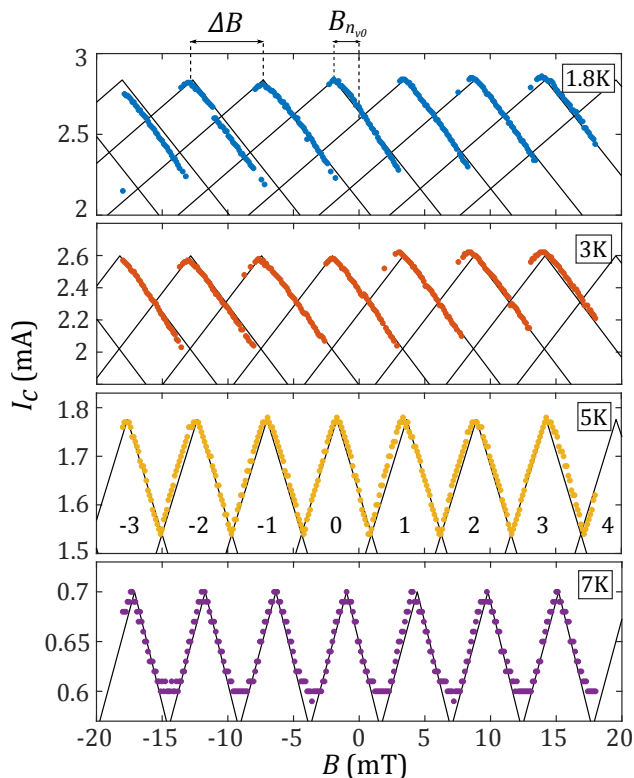 ΔB B_{n_{v0}}
3 1.8K
2.5
2
3K
2.6
2.4
2.2
2
I_c (mA)
1.8 5K
1.7
1.6
-3 -2 -1 0 1 2 3 4
1.5
0.7 7K
0.65
0.6
-20 -15 -10 -5 0 5 10 15 20
B (mT)